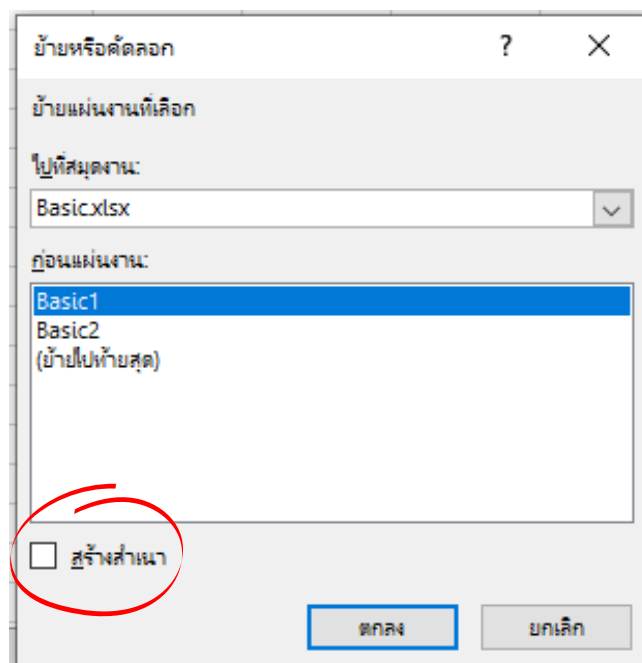 ย้ายหรือคัดลอก ?
ย้ายแผ่นงานที่เลือก
ไปที่สมุดงาน:
Basic.xlsx
ก่อนแผ่นงาน:
Basic1
Basic2
(ย้ายไปท้ายสุด)
สร้างสำเนา
ตกลง ยกเลิก